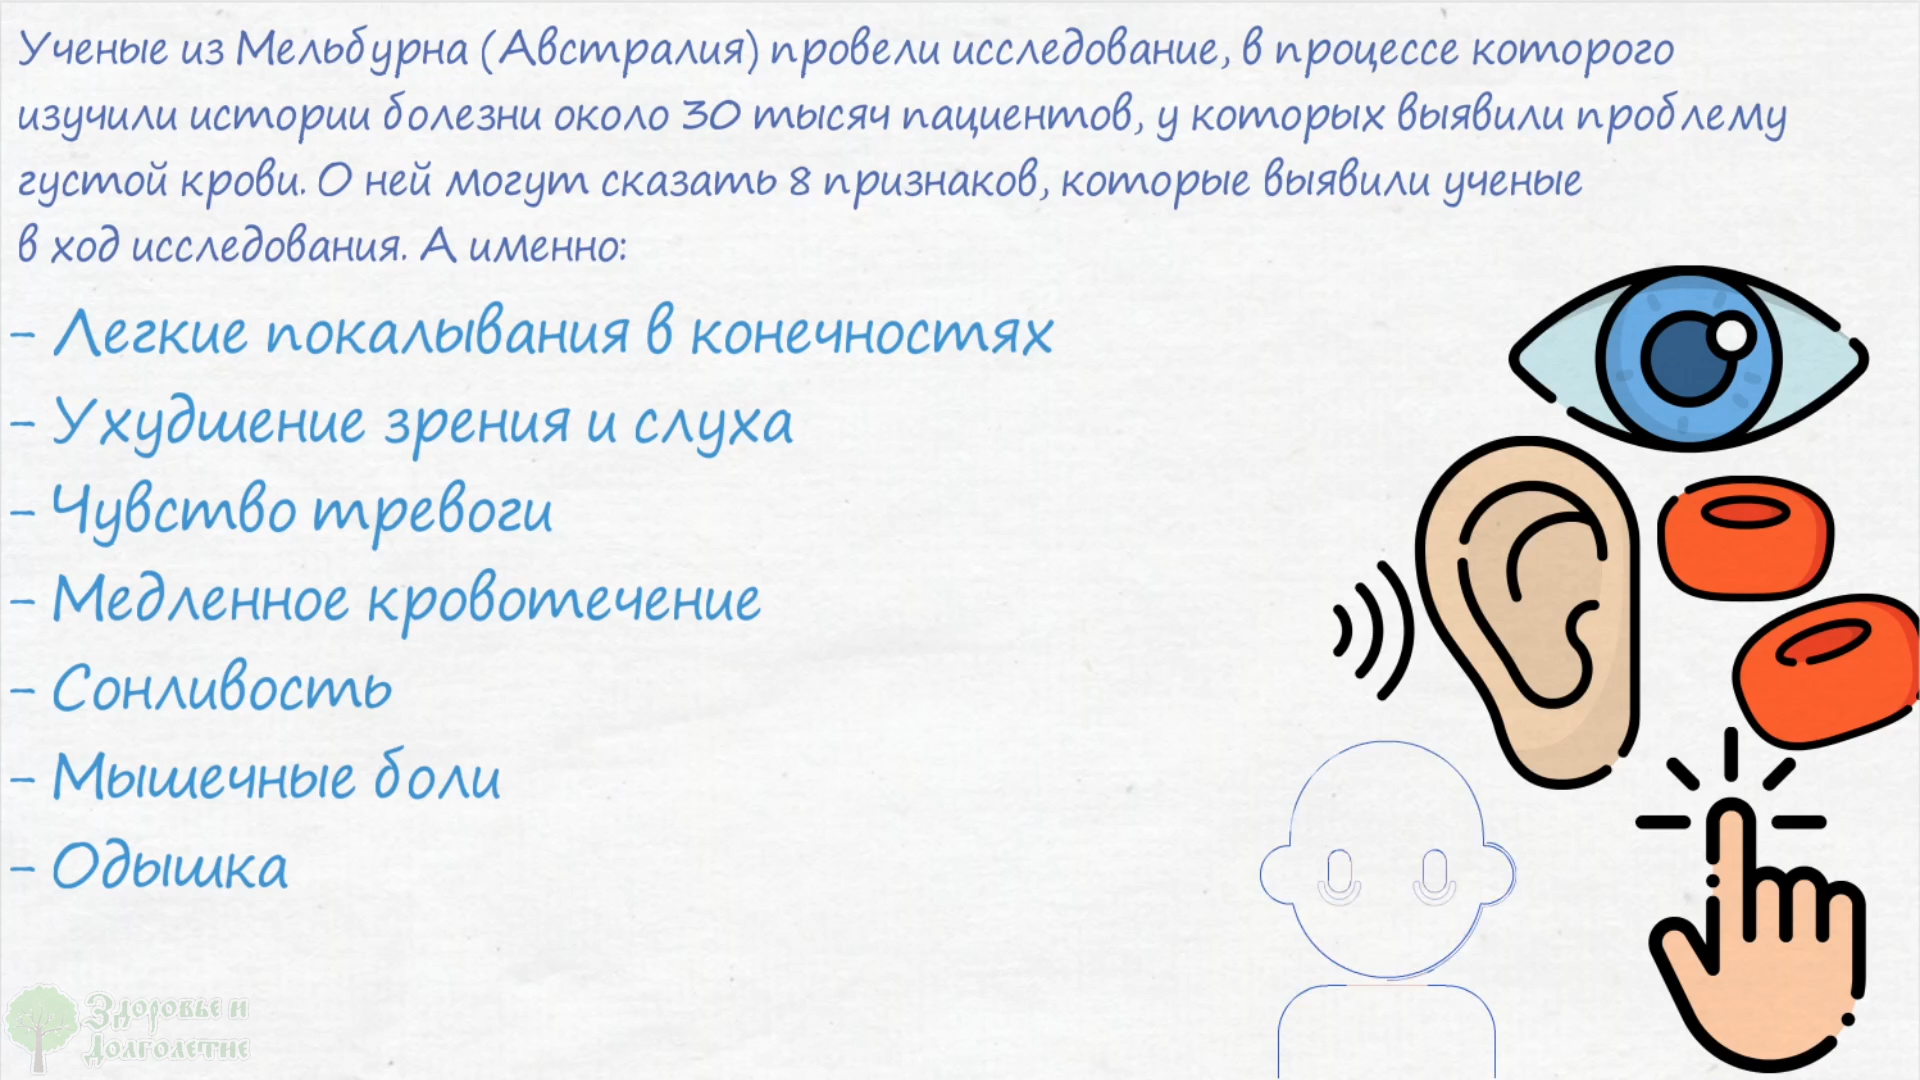 Ученые из Мельбурна (Австралия) провели исследование, в процессе которого
изучили истории болезни около 30 тысяч пациентов, у которых выявили проблему
густой крови. О ней могут сказать 8 признаков, которые выявили ученые
в ход исследования. А именно:
- Легкие покалывания в конечностях
- Ухудшение зрения и слуха
- Чувство тревоги
- Медленное кровотечение
- Сонливость
- Мышечные боли
- Одышка
Здоровье и
Долголетие